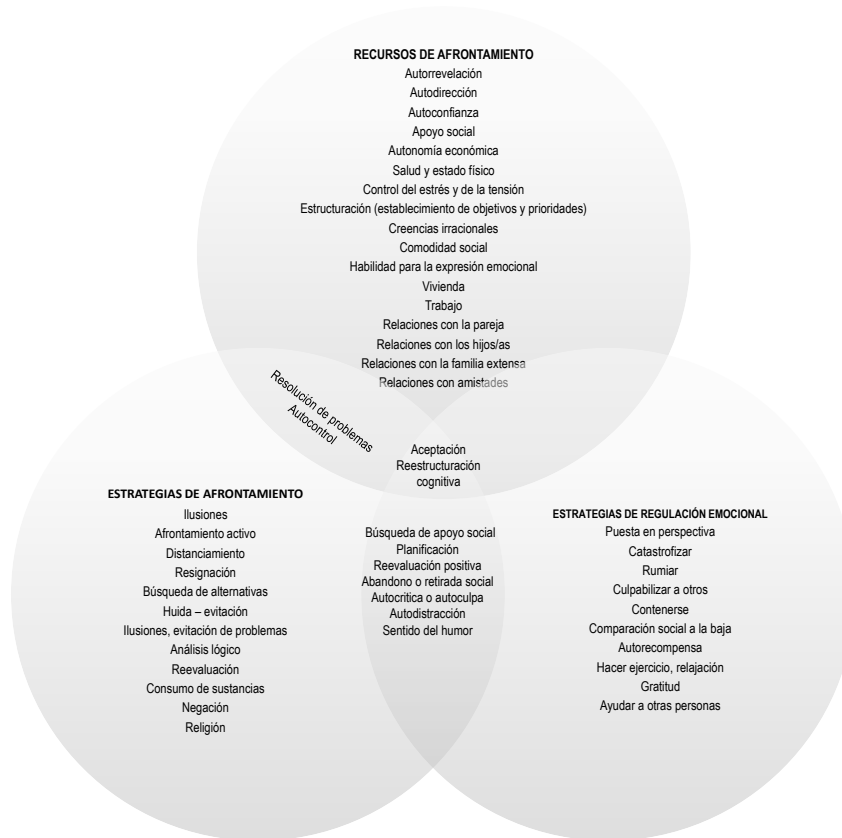 RECURSOS DE AFRONTAMIENTO
Autorrevelación
Autodirección
Autoconfianza
Apoyo social
Autonomía económica
Salud y estado físico
Control del estrés y de la tensión
Estructuración (establecimiento de objetivos y prioridades)
Creencias irracionales
Comodidad social
Habilidad para la expresión emocional
Vivienda
Trabajo
Relaciones con la pareja
Relaciones con los hijos/as
Relaciones con la familia extensa
Relaciones con amistades
Resolución de problemas
Autocontrol
Aceptación
Reestructuración
cognitiva
ESTRATEGIAS DE AFRONTAMIENTO
Ilusiones
Afrontamiento activo
Distanciamiento
Resignación
Búsqueda de alternativas
Huida – evitación
Ilusiones, evitación de problemas
Análisis lógico
Reevaluación
Consumo de sustancias
Negación
Religión
Búsqueda de apoyo social
Planificación
Reevaluación positiva
Abandono o retirada social
Autocritica o autoculpa
Autodistracción
Sentido del humor
ESTRATEGIAS DE REGULACIÓN EMOCIONAL
Puesta en perspectiva
Catastrofizar
Rumiar
Culpabilizar a otros
Contenerse
Comparación social a la baja
Autorecompensa
Hacer ejercicio, relajación
Gratitud
Ayudar a otras personas